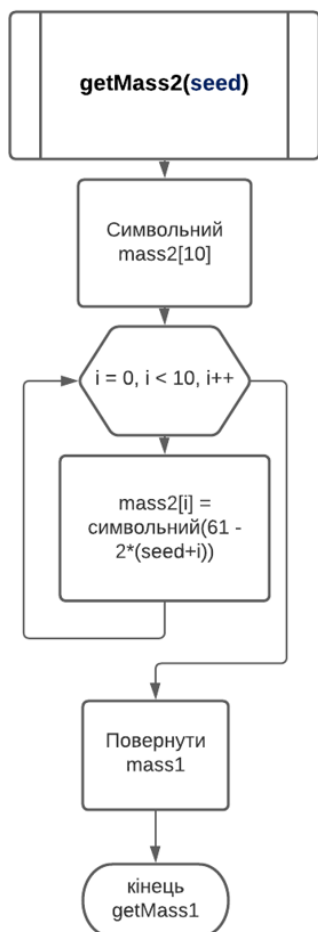 getMass2(seed)
Символьний
mass2[10]
i = 0, i < 10, i++
mass2[i] =
символьний(61 -
2*(seed+i))
Повернути
mass1
кінець
getMass1